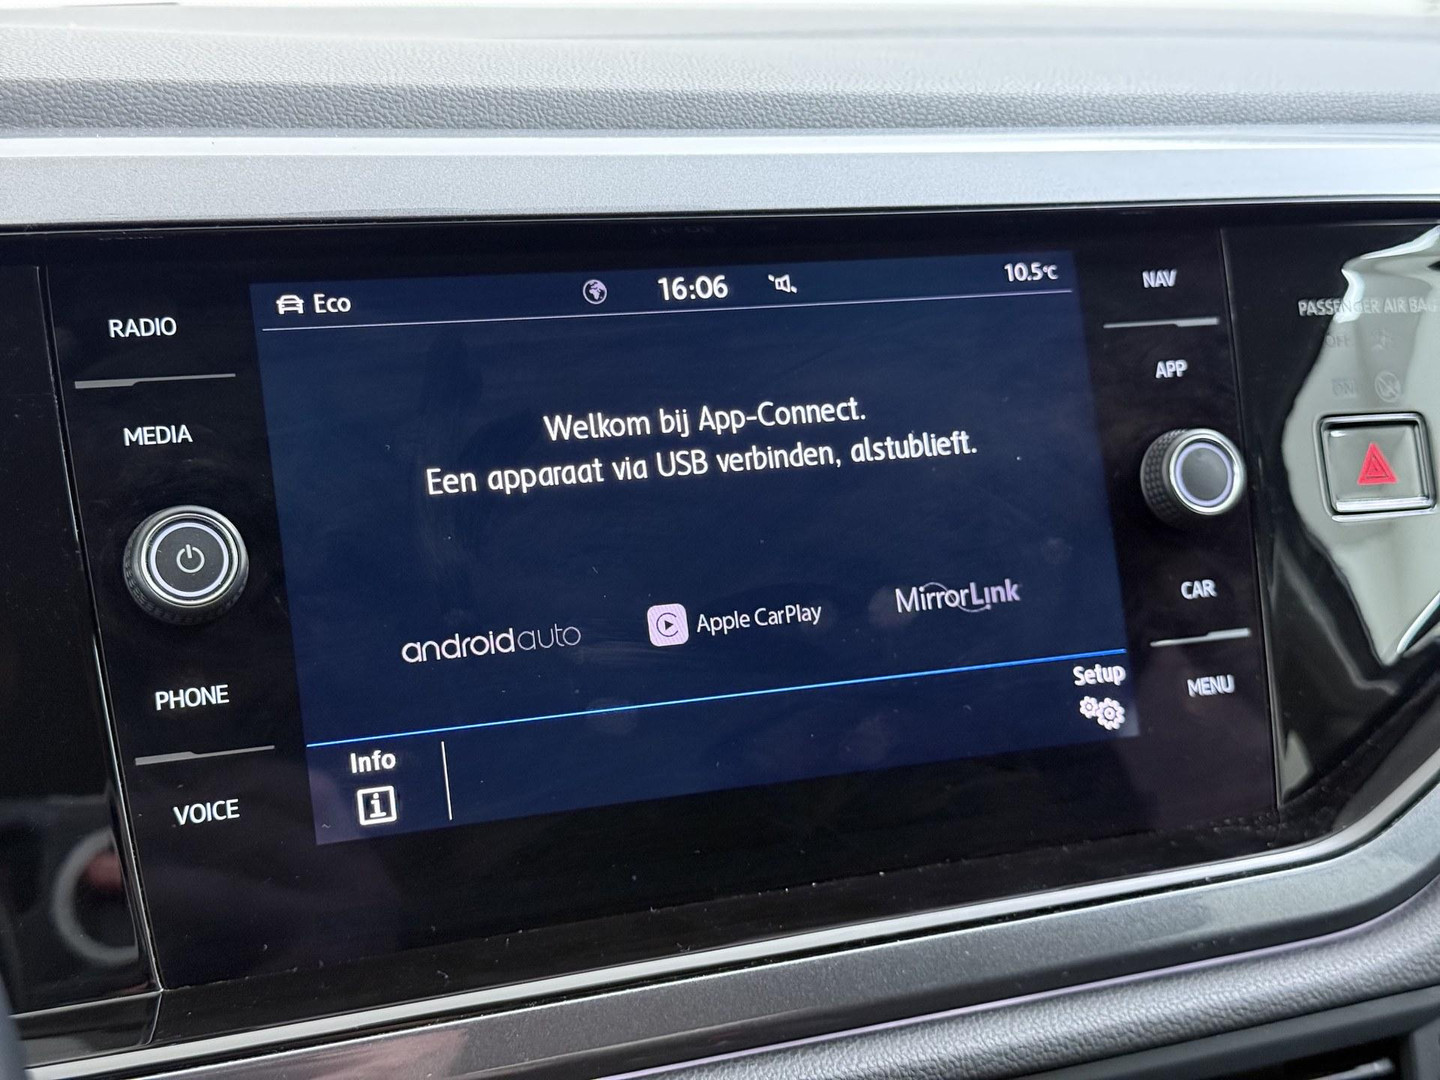 Eco
16:06
10.5°C
NAV
PASSENGER AIR BAG
OFF
RADIO
APP
MEDIA
Welkom bij App-Connect.
Een apparaat via USB verbinden, alstublieft.
androidauto
Apple CarPlay
MirrorLink
CAR
PHONE
Setup
MENU
Info
i
VOICE